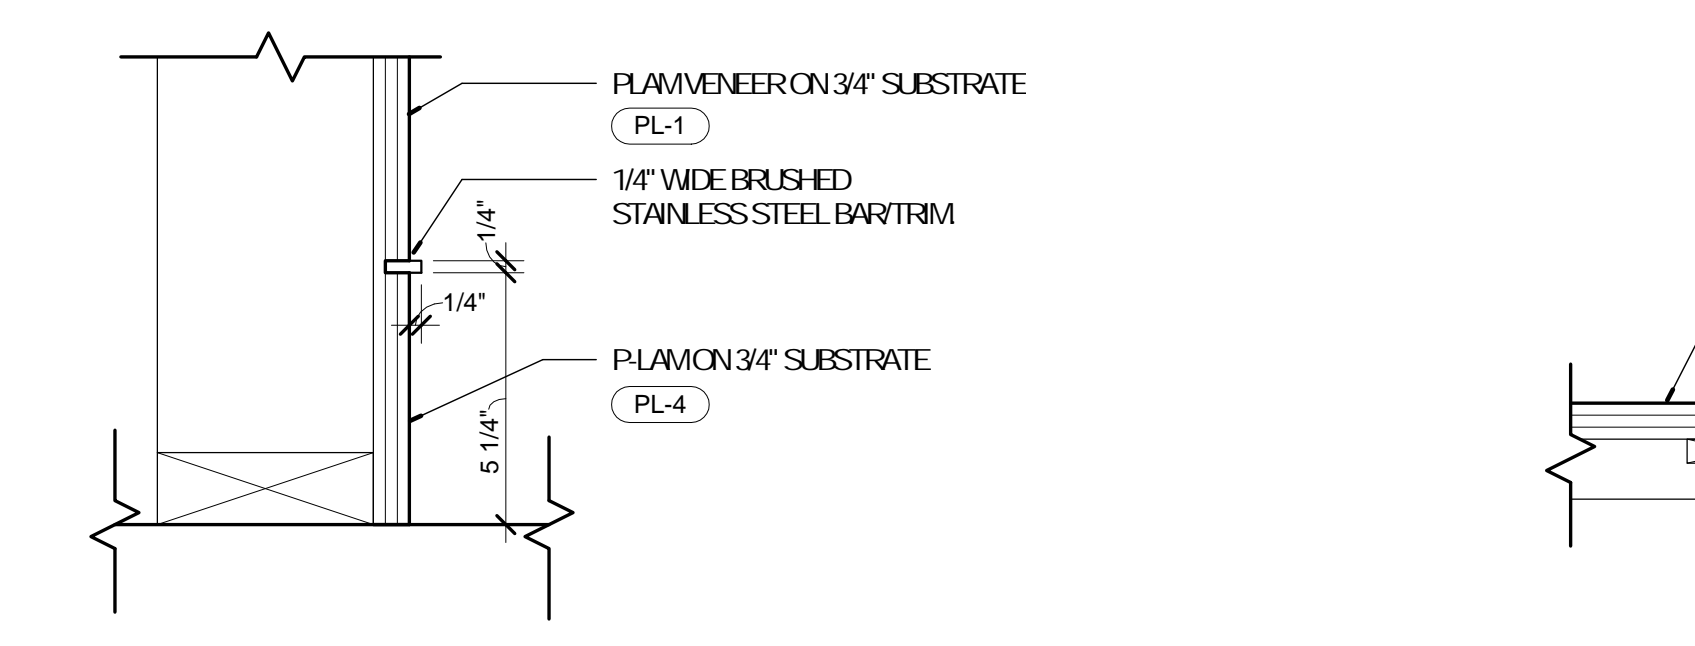 PLAM VENEER ON 3/4" SUBSTRATE
PL-1
1/4" WIDE BRUSHED
STAINLESS STEEL BAR/TRIM.
1/4"
1/4"
P-LAM ON 3/4" SUBSTRATE
PL-4
5 1/4"